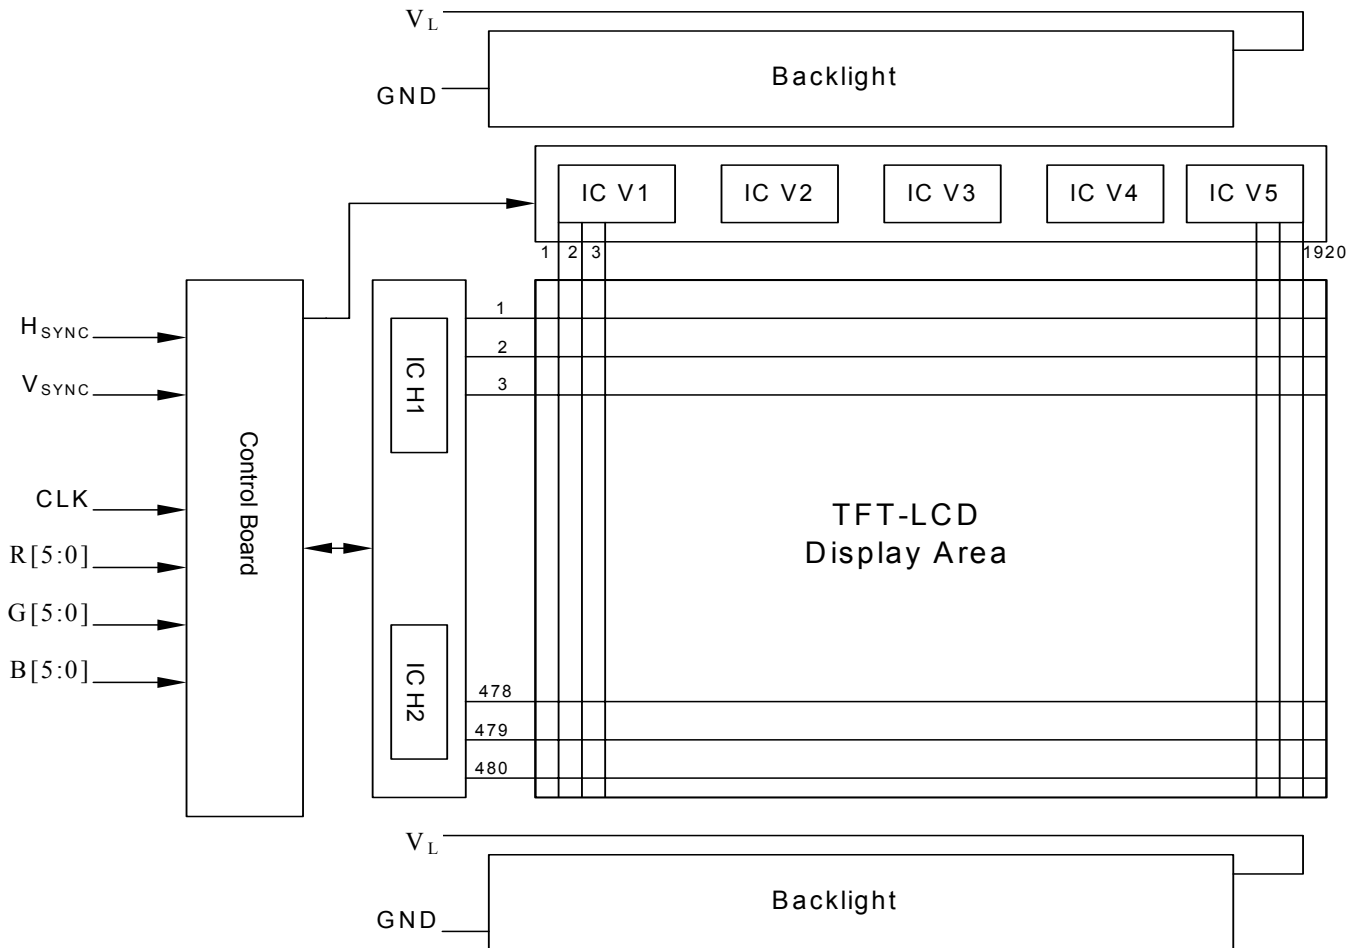 VL
Backlight
GND
IC V1 IC V2 IC V3 IC V4 IC V5
1 2 3 1920
HSYNC
VSYNC
CLK
R[5:0]
G[5:0]
B[5:0]
Control Board
IC H1
IC H2
1
2
3
478
479
480
TFT-LCD
Display Area
VL
Backlight
GND